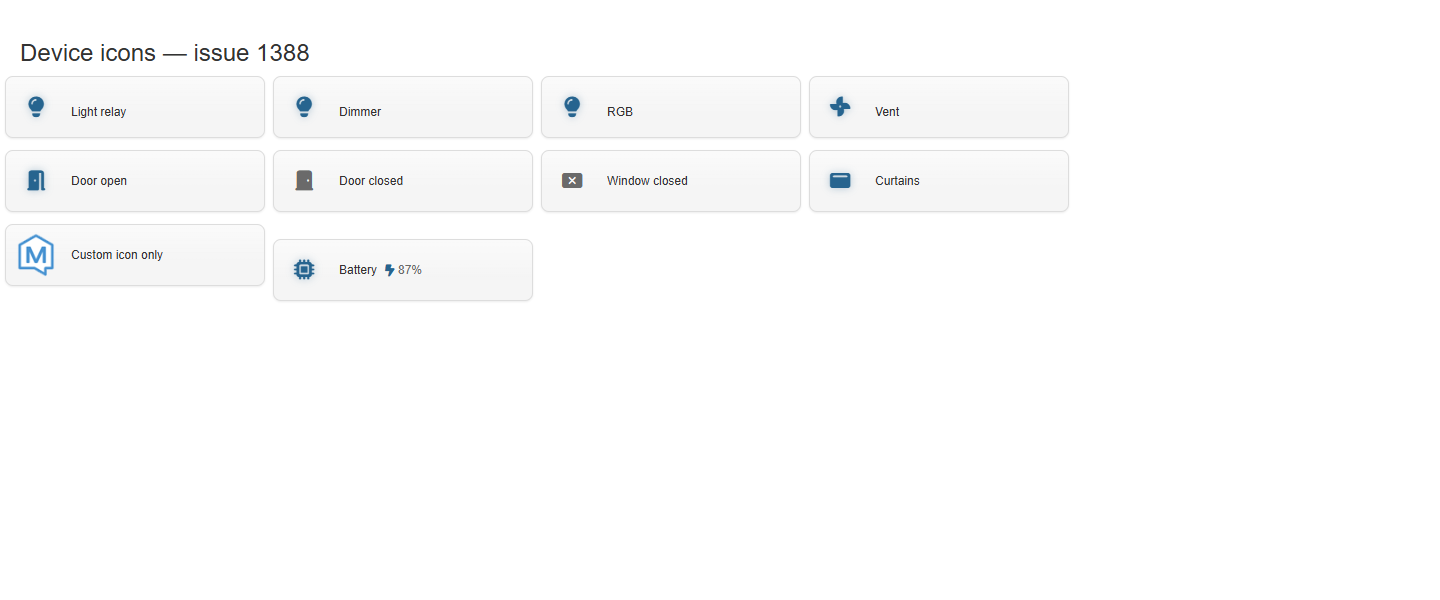 Device icons — issue 1388
Light relay
Dimmer
RGB
Vent
Door open
Door closed
Window closed
Curtains
M
Custom icon only
Battery 87%